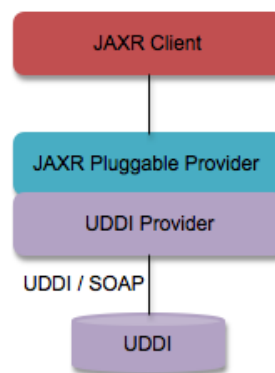 JAXR Client
JAXR Pluggable Provider
UDDI Provider
UDDI / SOAP
UDDI